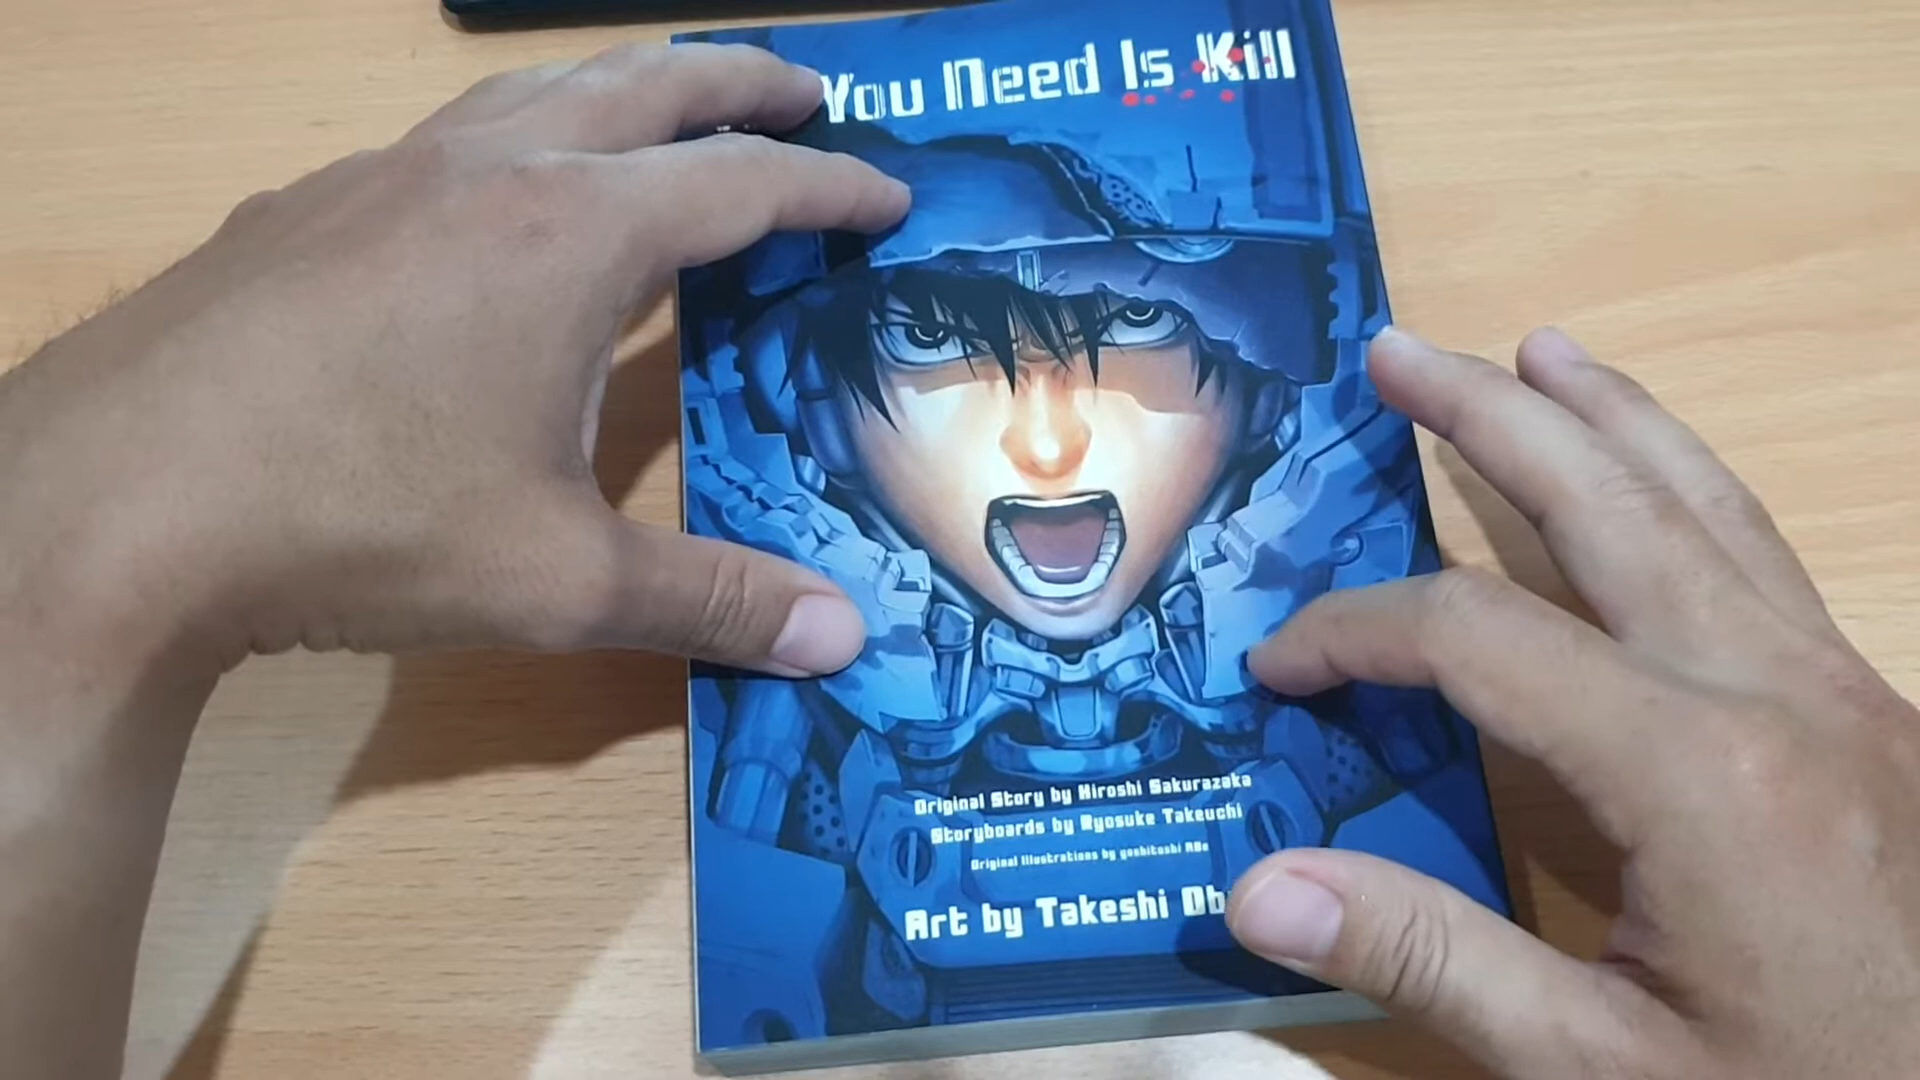 You Need Is Kill
Original Story by Hiroshi Sakurazaka
Storyboards by Ryosuke Takeuchi
Original Illustrations by yoshitoshi ABe
Art by Takeshi Ob